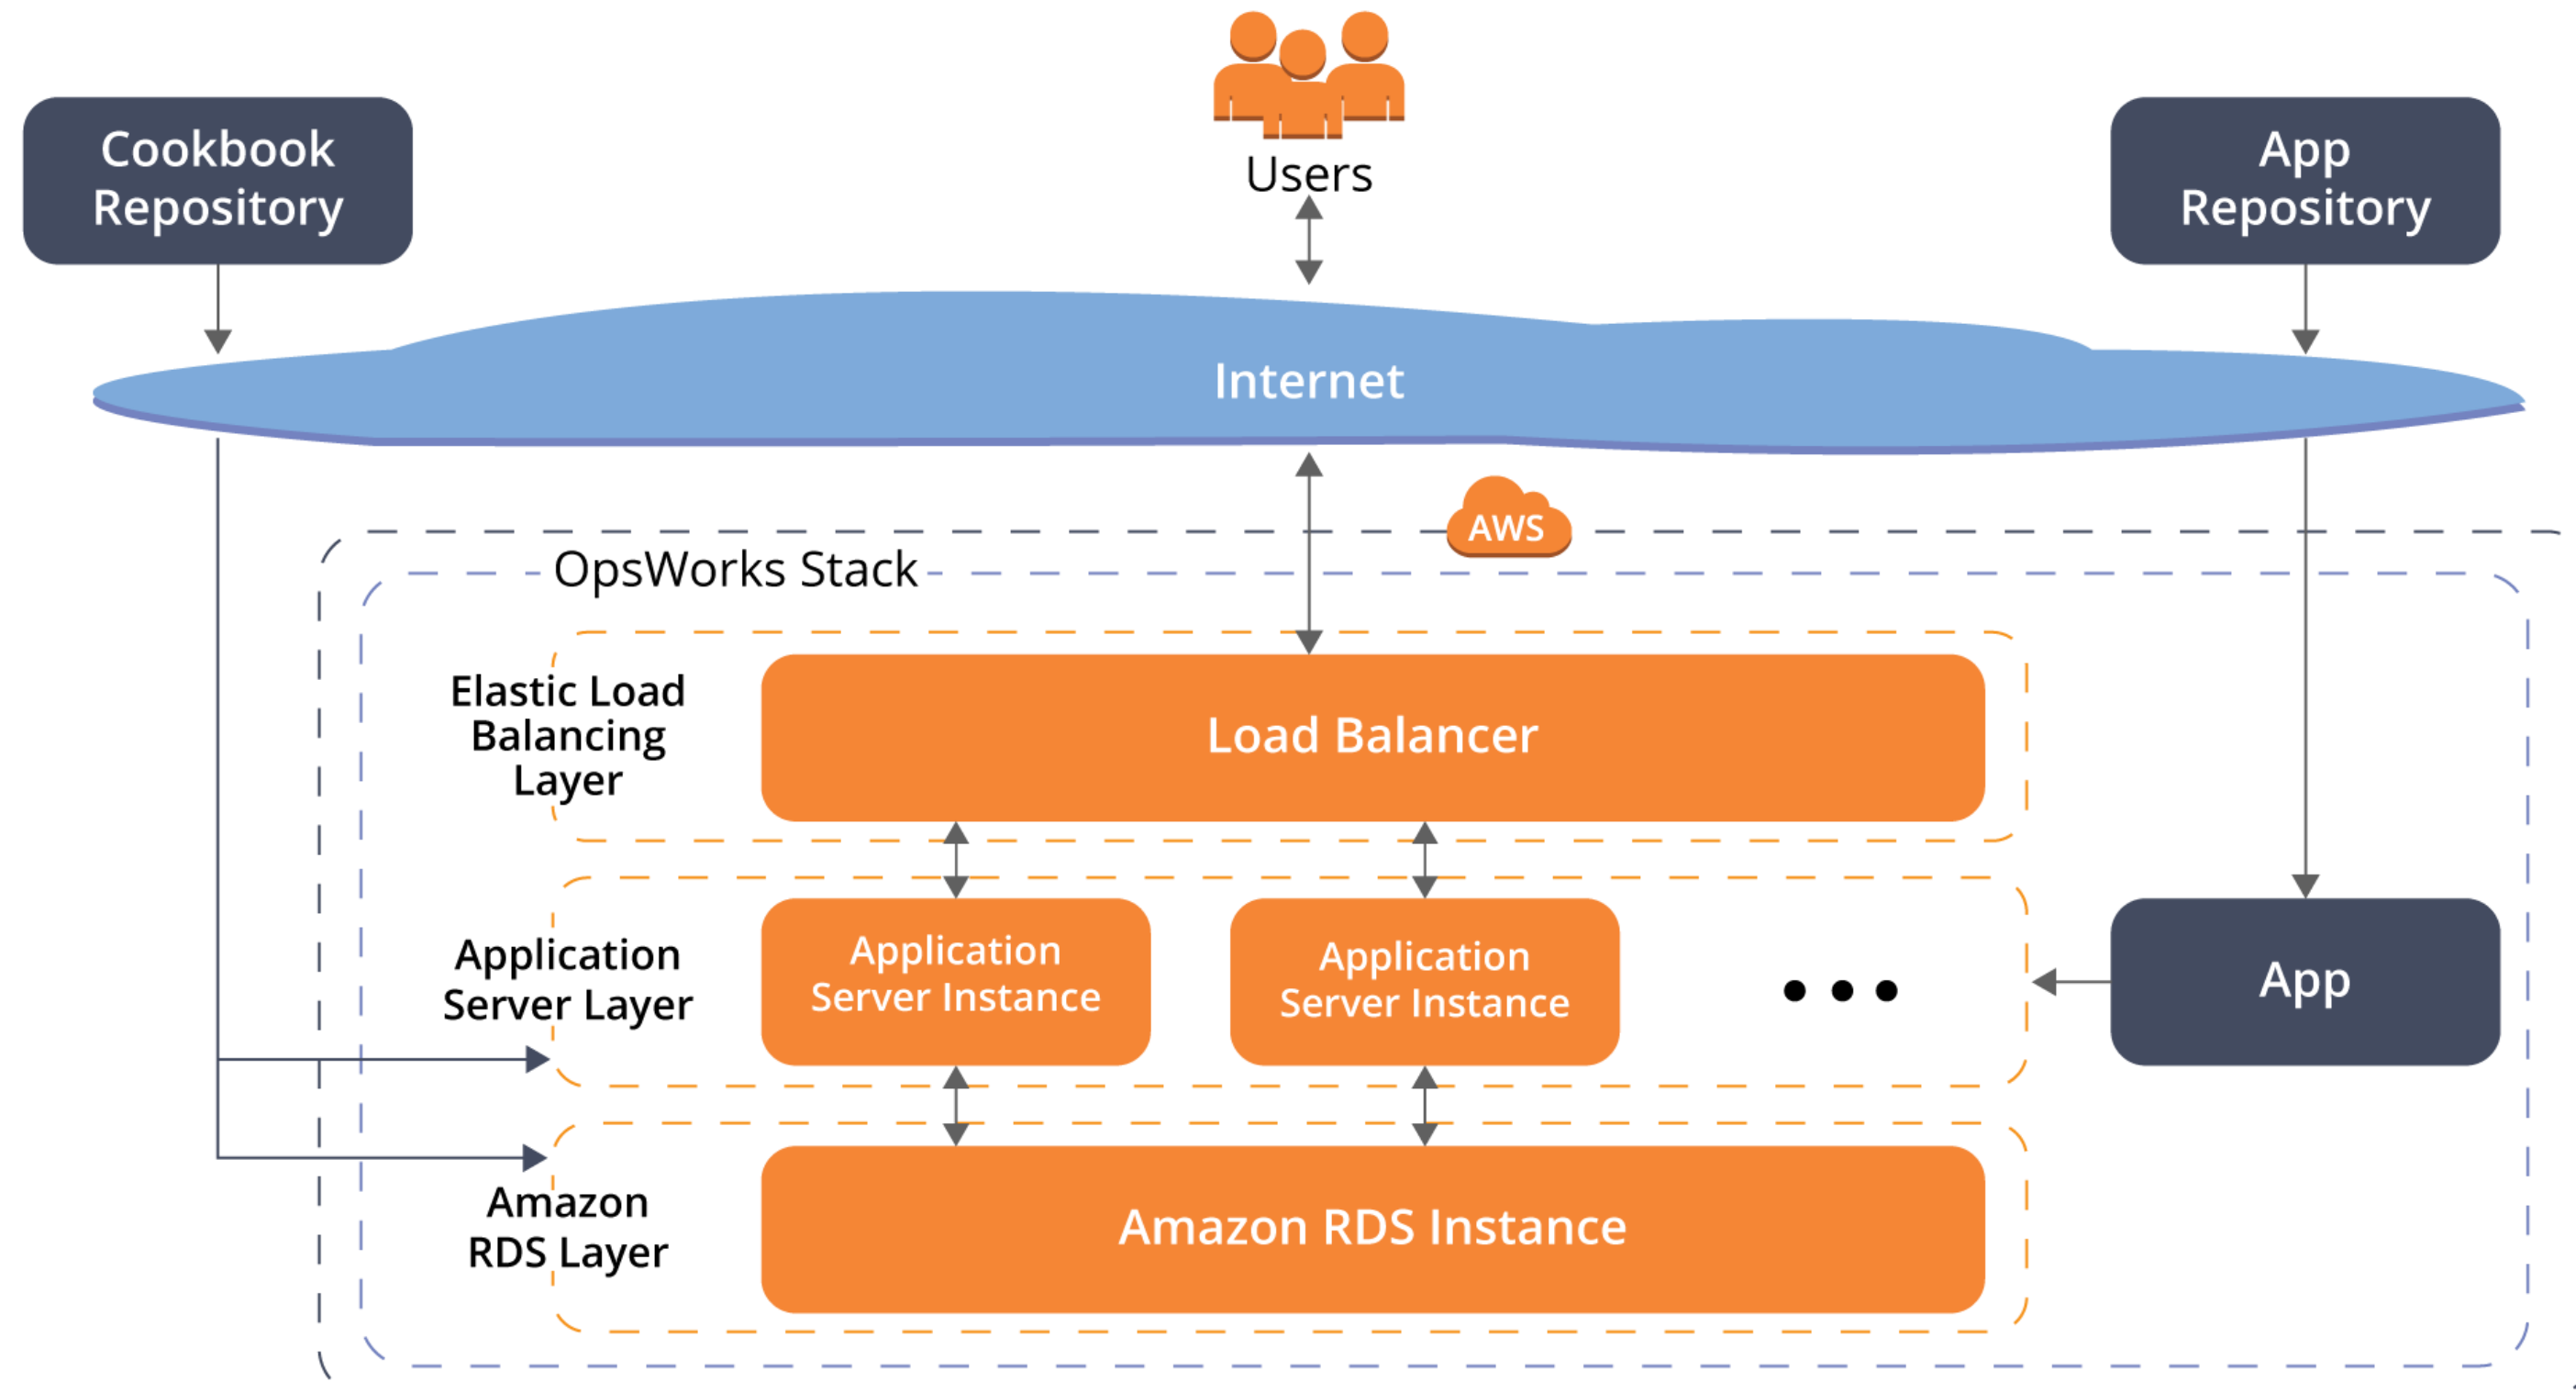 Users
Cookbook
Repository
App
Repository
Internet
AWS
OpsWorks Stack
Elastic Load
Balancing
Layer
Load Balancer
Application
Server Layer
Application
Server Instance
Application
Server Instance
App
Amazon
RDS Layer
Amazon RDS Instance